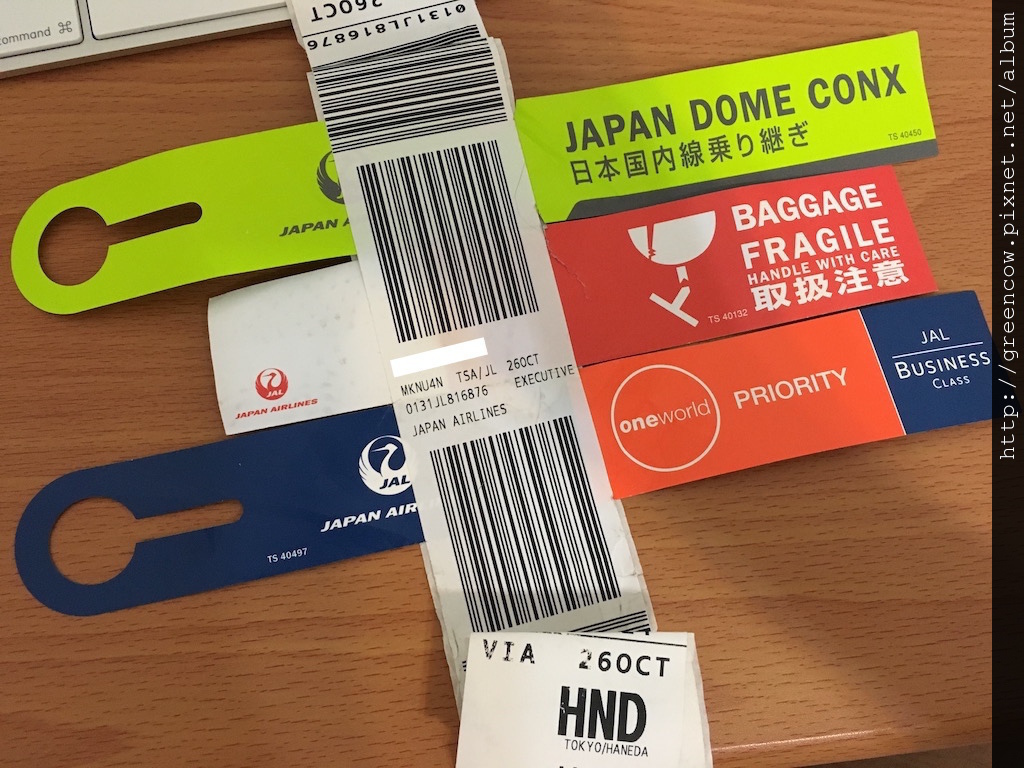 command ⌘
26OCT
0131JL816876
JAPAN DOME CONX
日本国内線乗り継ぎ
TS 40450
JAPAN AI
BAGGAGE
FRAGILE
HANDLE WITH CARE
取扱注意
TS 40132
JAL
JAPAN AIRLINES
MKNU4N TSA/JL 26OCT
0131JL816876 EXECUTIVE
JAPAN AIRLINES
oneworld
PRIORITY
JAL
BUSINESS
CLASS
JAL
JAPAN AIR
TS 40497
VIA 26OCT
HND
TOKYO/HANEDA
http://greencow.pixnet.net/album